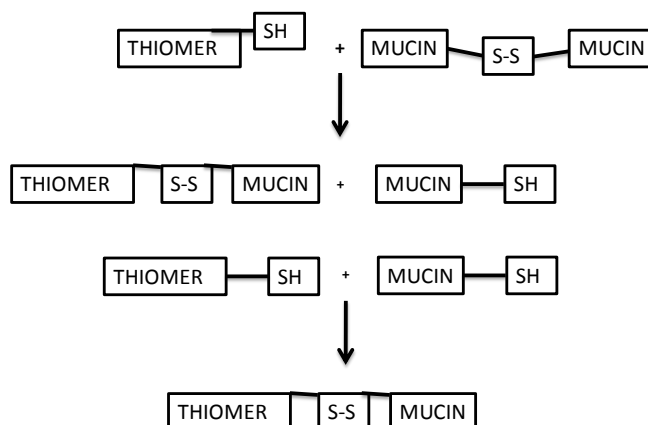 THIOMER SH + MUCIN S-S MUCIN
THIOMER S-S MUCIN + MUCIN SH
THIOMER SH + MUCIN SH
THIOMER S-S MUCIN